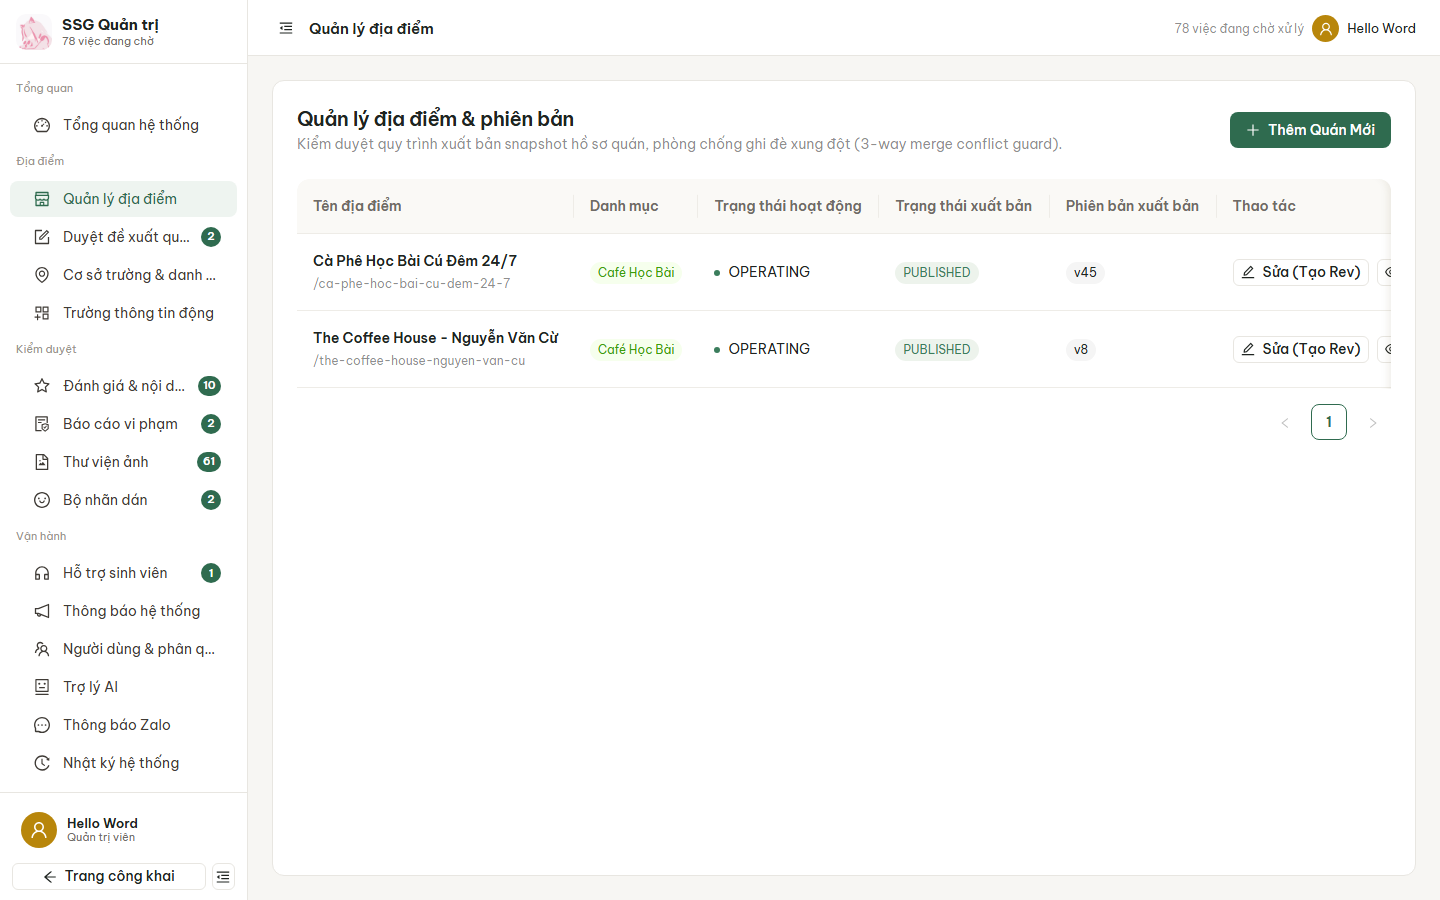 SSG Quản trị
78 việc đang chờ
Tổng quan
Tổng quan hệ thống
Địa điểm
Quản lý địa điểm
Duyệt đề xuất qu... 2
Cơ sở trường & danh ...
Trường thông tin động
Kiểm duyệt
Đánh giá & nội d... 10
Báo cáo vi phạm 2
Thư viện ảnh 61
Bộ nhãn dán 2
Vận hành
Hỗ trợ sinh viên 1
Thông báo hệ thống
Người dùng & phân q...
Trợ lý AI
Thông báo Zalo
Nhật ký hệ thống
Hello Word
Quản trị viên
Trang công khai
Quản lý địa điểm
78 việc đang chờ xử lý Hello Word
Quản lý địa điểm & phiên bản
Kiểm duyệt quy trình xuất bản snapshot hồ sơ quán, phòng chống ghi đè xung đột (3-way merge conflict guard).
Thêm Quán Mới
Tên địa điểm Danh mục Trạng thái hoạt động Trạng thái xuất bản Phiên bản xuất bản Thao tác
Cà Phê Học Bài Cú Đêm 24/7
/ca-phe-hoc-bai-cu-dem-24-7
Café Học Bài OPERATING PUBLISHED v45 Sửa (Tạo Rev)
The Coffee House - Nguyễn Văn Cừ
/the-coffee-house-nguyen-van-cu
Café Học Bài OPERATING PUBLISHED v8 Sửa (Tạo Rev)
1